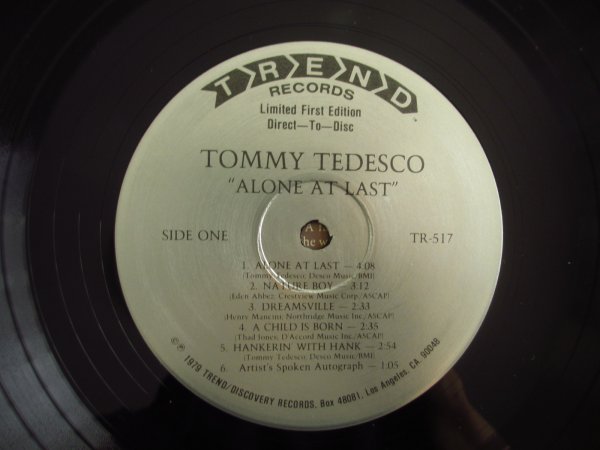 TREND
RECORDS
Limited First Edition
Direct—To—Disc
TOMMY TEDESCO
"ALONE AT LAST"
SIDE ONE
TR-517
1. ALONE AT LAST — 4:08
(Tommy Tedesco; Desco Music/BMI)
2. NATURE BOY — 3:12
(Eden Ahbez; Crestview Music Corp./ASCAP)
3. DREAMSVILLE — 2:33
(Henry Mancini; Northridge Music Inc./ASCAP)
4. A CHILD IS BORN — 2:35
(Thad Jones; D'Accord Music Inc./ASCAP)
5. HANKERIN WITH HANK — 2:54
(Tommy Tedesco; Desco Music/BMI)
6. Artist's Spoken Autograph — 1:05
©℗ 1979 TREND/DISCOVERY RECORDS, Box 48081, Los Angeles, CA. 90048